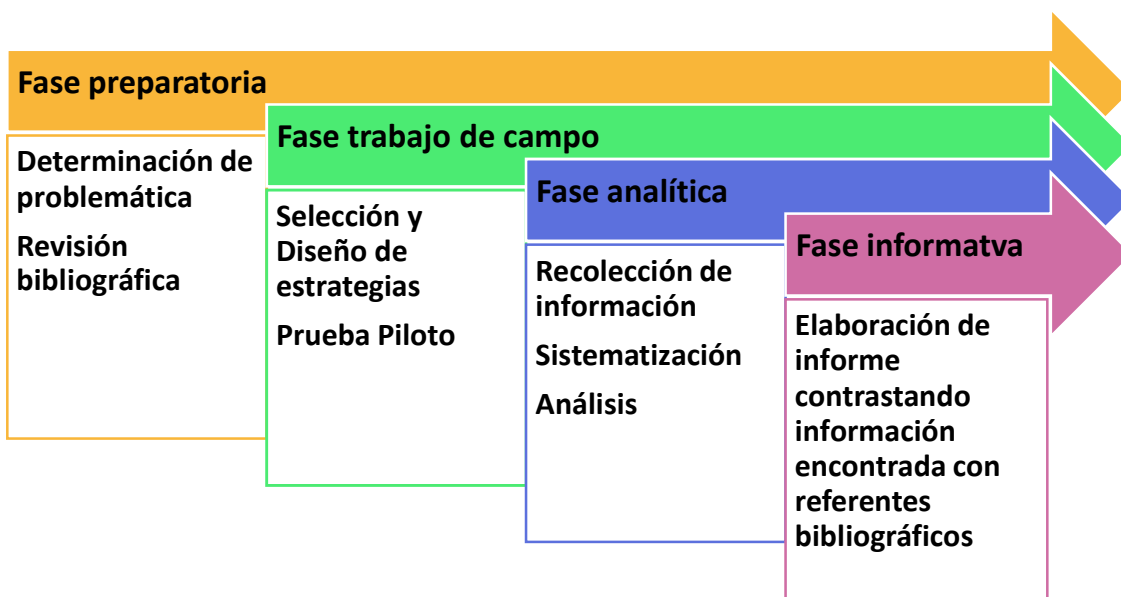 Fase preparatoria
Determinación de
problemática
Revisión
bibliográfica
Fase trabajo de campo
Selección y
Diseño de
estrategias
Prueba Piloto
Fase analítica
Recolección de
información
Sistematización
Análisis
Fase informatva
Elaboración de
informe
contrastando
información
encontrada con
referentes
bibliográficos